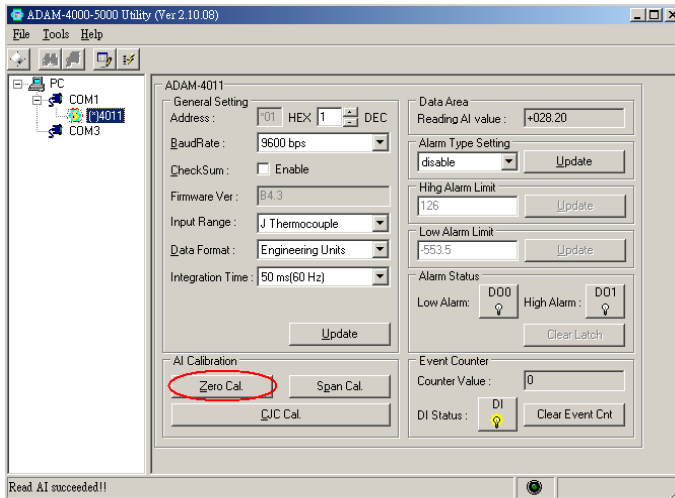 ADAM-4000-5000 Utility (Ver 2.10.08)
File Tools Help
PC
COM1
(*)4011
COM3
ADAM-4011
General Setting
Address : *01 HEX 1 DEC
BaudRate : 9600 bps
CheckSum : Enable
Firmware Ver : B4.3
Input Range : J Thermocouple
Data Format : Engineering Units
Integration Time : 50 ms(60 Hz)
Update
AI Calibration
Zero Cal. Span Cal.
CJC Cal.
Data Area
Reading AI value : +028.20
Alarm Type Setting
disable Update
Hihg Alarm Limit
126 Update
Low Alarm Limit
-553.5 Update
Alarm Status
Low Alarm: DO0 High Alarm : DO1
Clear Latch
Event Counter
Counter Value : 0
DI Status : DI Clear Event Cnt
Read AI succeeded!!